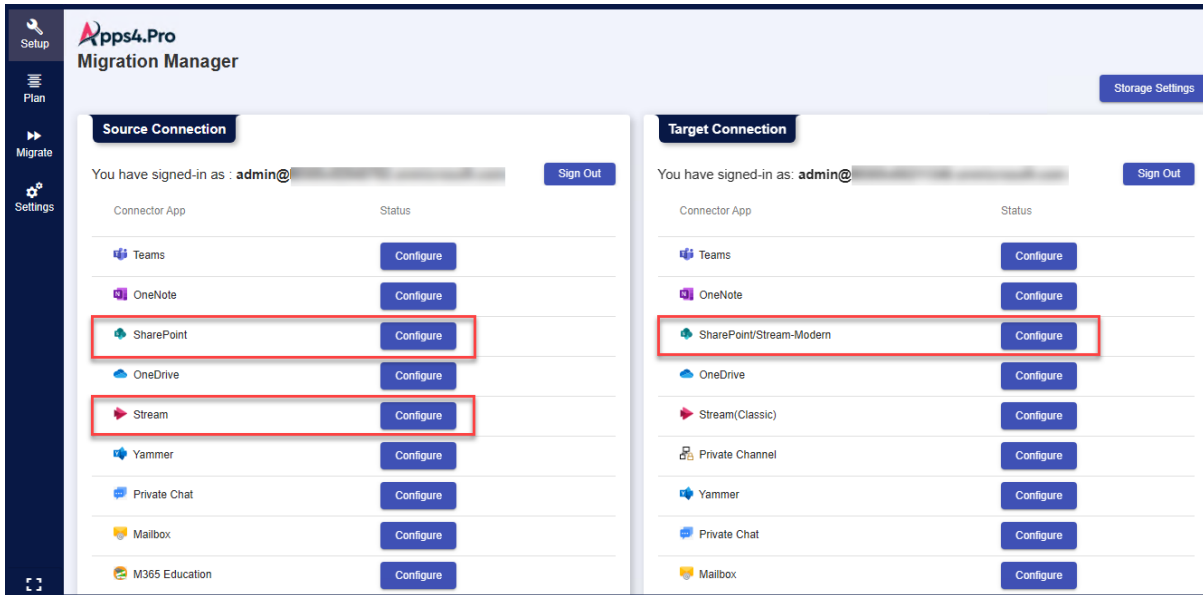 Setup
Plan
Migrate
Settings
Apps4.Pro
Migration Manager
Storage Settings
Source Connection
You have signed-in as : admin@
Sign Out
Connector App Status
Teams Configure
OneNote Configure
SharePoint Configure
OneDrive Configure
Stream Configure
Yammer Configure
Private Chat Configure
Mailbox Configure
M365 Education Configure
Target Connection
You have signed-in as: admin@
Sign Out
Connector App Status
Teams Configure
OneNote Configure
SharePoint/Stream-Modern Configure
OneDrive Configure
Stream(Classic) Configure
Private Channel Configure
Yammer Configure
Private Chat Configure
Mailbox Configure